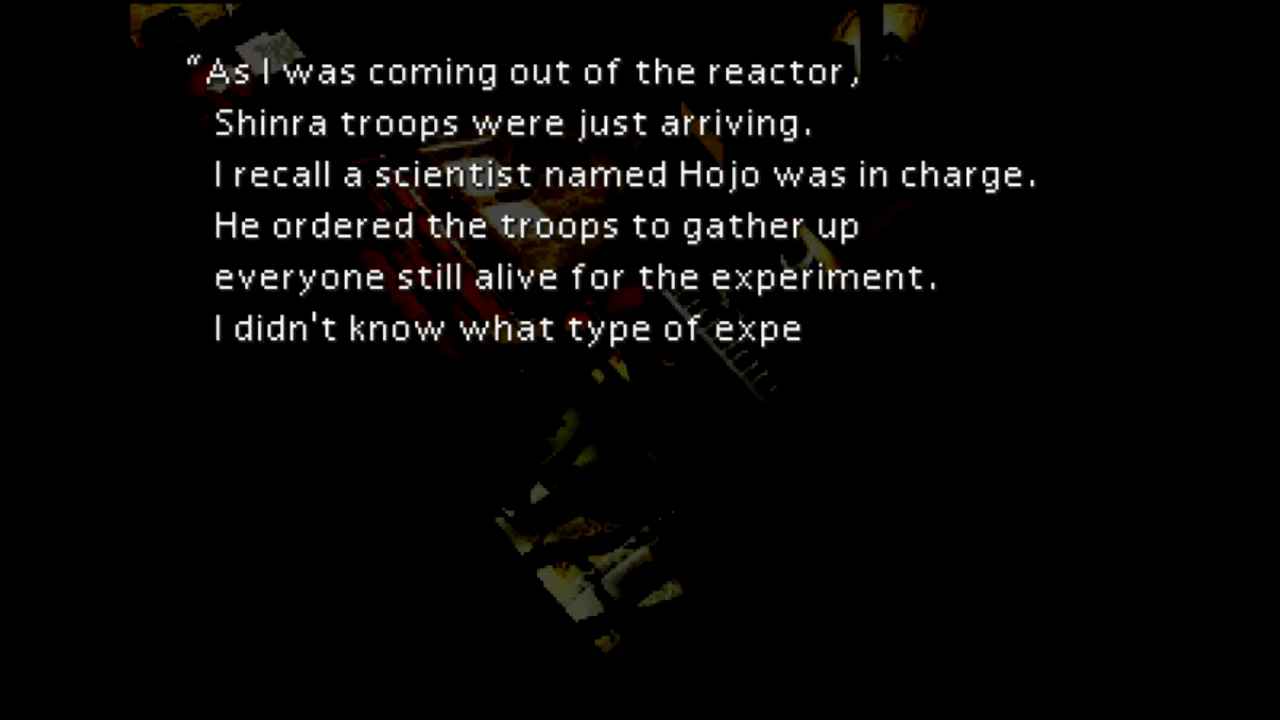 “As I was coming out of the reactor,
Shinra troops were just arriving.
I recall a scientist named Hojo was in charge.
He ordered the troops to gather up
everyone still alive for the experiment.
I didn't know what type of expe